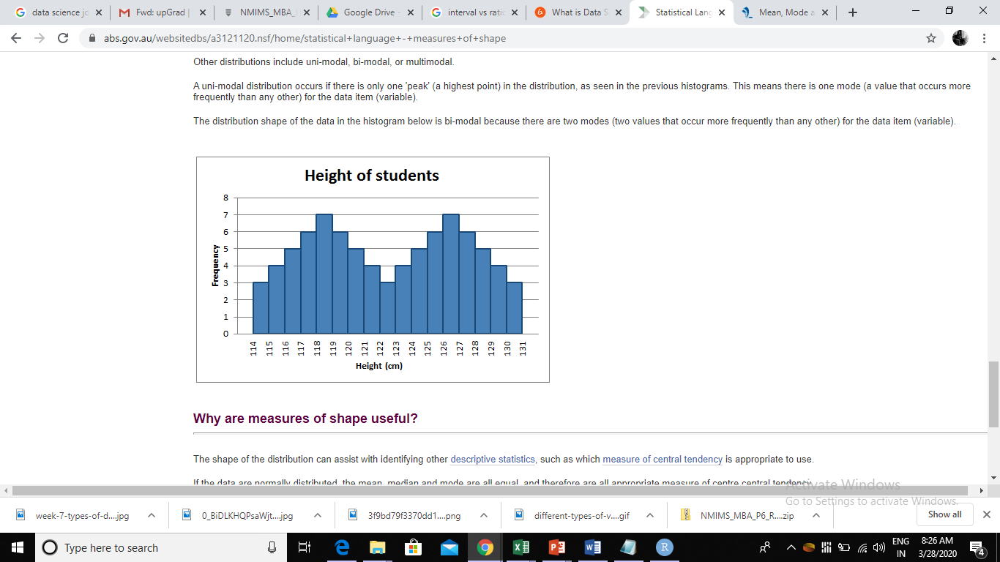 data science jo
Fwd: upGrad |
NMIMS_MBA_
Google Drive -
interval vs ratio
What is Data S
Statistical Lang
Mean, Mode a
abs.gov.au/websitedbs/a3121120.nsf/home/statistical+language+-+measures+of+shape
Other distributions include uni-modal, bi-modal, or multimodal.
A uni-modal distribution occurs if there is only one 'peak' (a highest point) in the distribution, as seen in the previous histograms. This means there is one mode (a value that occurs more
frequently than any other) for the data item (variable).
The distribution shape of the data in the histogram below is bi-modal because there are two modes (two values that occur more frequently than any other) for the data item (variable).
Height of students
8
7
6
5
4
3
2
1
0
Frequency
114 115 116 117 118 119 120 121 122 123 124 125 126 127 128 129 130 131
Height (cm)
Why are measures of shape useful?
The shape of the distribution can assist with identifying other descriptive statistics, such as which measure of central tendency is appropriate to use.
If the data are normally distributed, the mean, median and mode are all equal, and therefore are all appropriate measure of centre central tendency.
Activate Windows
Go to Settings to activate Windows.
week-7-types-of-d....jpg
0_BiDLKHQPsaWjt....jpg
3f9bd79f3370dd1....png
different-types-of-v....gif
NMIMS_MBA_P6_R....zip
Show all
Type here to search
ENG
IN
8:26 AM
3/28/2020
4